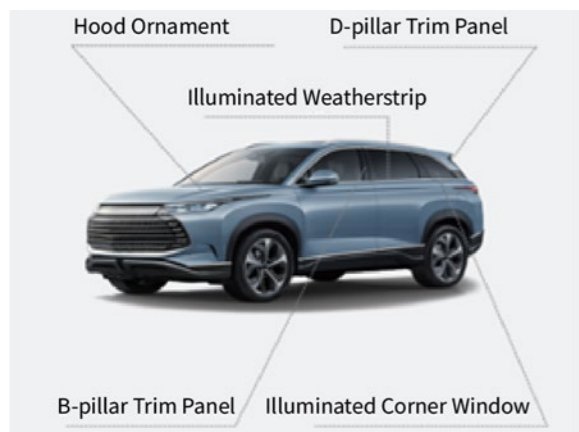 Hood Ornament
D-pillar Trim Panel
Illuminated Weatherstrip
B-pillar Trim Panel
Illuminated Corner Window